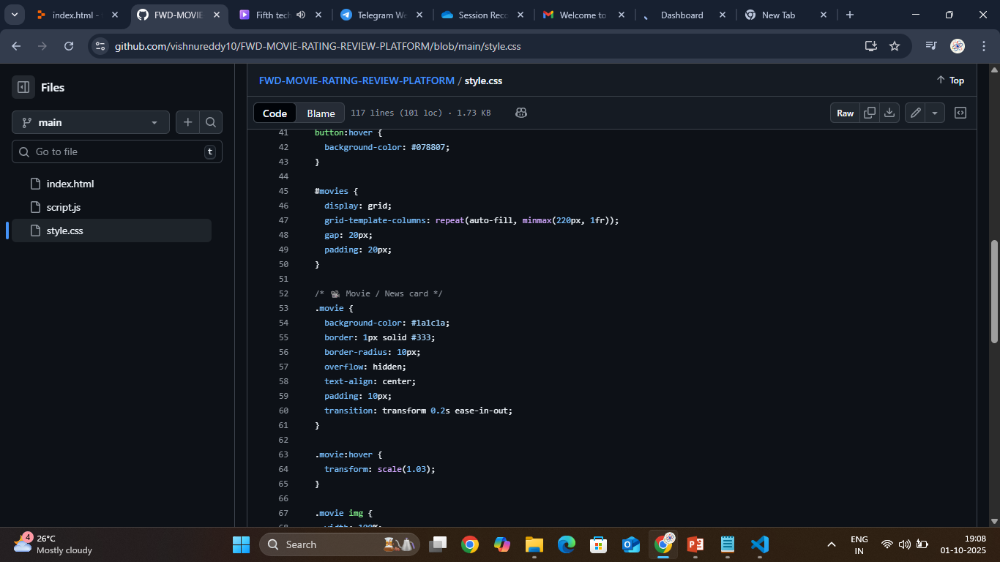 index.html -
FWD-MOVIE
Fifth tech
Telegram We
Session Rec
Welcome to
Dashboard
New Tab
github.com/vishnureddy10/FWD-MOVIE-RATING-REVIEW-PLATFORM/blob/main/style.css
Files
main
Go to file
t
index.html
script.js
style.css
FWD-MOVIE-RATING-REVIEW-PLATFORM / style.css
Top
Code
Blame
117 lines (101 loc) · 1.73 KB
Raw
41 button:hover {
42 background-color: #078807;
43 }
44
45 #movies {
46 display: grid;
47 grid-template-columns: repeat(auto-fill, minmax(220px, 1fr));
48 gap: 20px;
49 padding: 20px;
50 }
51
52 /* 📽 Movie / News card */
53 .movie {
54 background-color: #1a1c1a;
55 border: 1px solid #333;
56 border-radius: 10px;
57 overflow: hidden;
58 text-align: center;
59 padding: 10px;
60 transition: transform 0.2s ease-in-out;
61 }
62
63 .movie:hover {
64 transform: scale(1.03);
65 }
66
67 .movie img {
68 width: 100%;
4
26°C
Mostly cloudy
Search
ENG
IN
19:08
01-10-2025